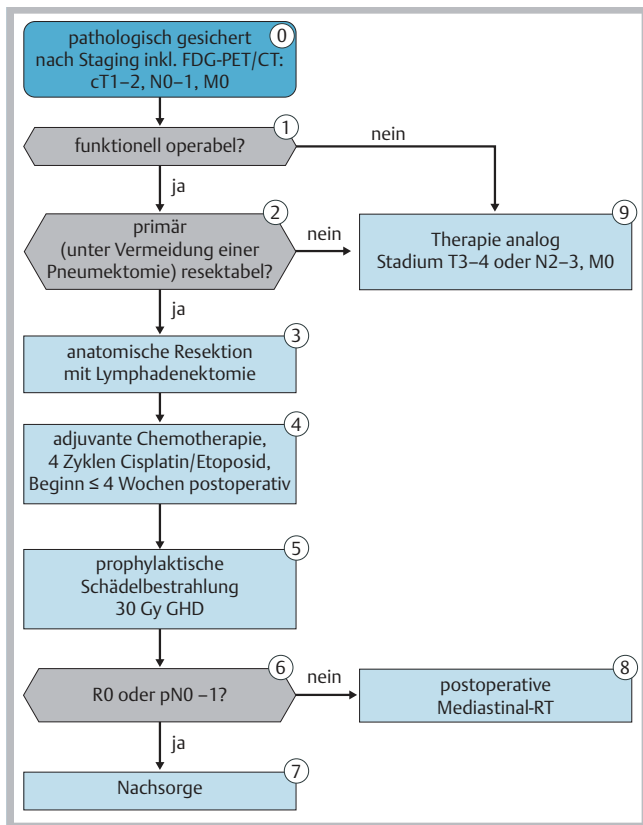 0
pathologisch gesichert
nach Staging inkl. FDG-PET/CT:
cT1–2, N0–1, M0
1
funktionell operabel?
nein
ja
2
primär
(unter Vermeidung einer
Pneumektomie) resektabel?
nein
9
Therapie analog
Stadium T3–4 oder N2–3, M0
ja
3
anatomische Resektion
mit Lymphadenektomie
4
adjuvante Chemotherapie,
4 Zyklen Cisplatin/Etoposid,
Beginn ≤ 4 Wochen postoperativ
5
prophylaktische
Schädelbestrahlung
30 Gy GHD
6
R0 oder pN0 –1?
nein
8
postoperative
Mediastinal-RT
ja
7
Nachsorge